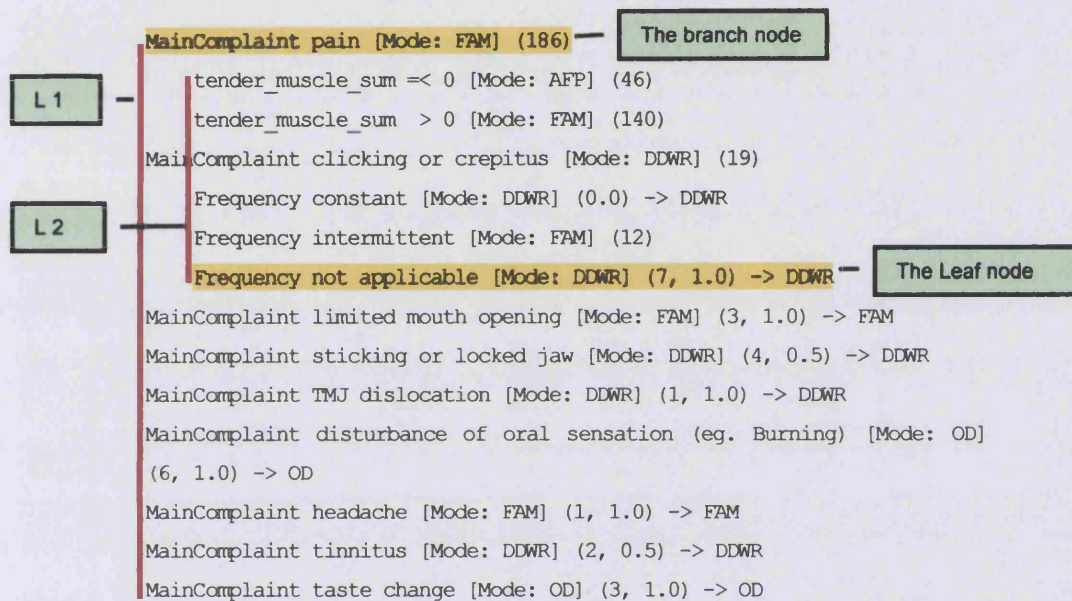 MainComplaint pain [Mode: FAM] (186)
The branch node
L 1
tender_muscle_sum =< 0 [Mode: AFP] (46)
tender_muscle_sum > 0 [Mode: FAM] (140)
MainComplaint clicking or crepitus [Mode: DDWR] (19)
Frequency constant [Mode: DDWR] (0.0) -> DDWR
L 2
Frequency intermittent [Mode: FAM] (12)
Frequency not applicable [Mode: DDWR] (7, 1.0) -> DDWR
The Leaf node
MainComplaint limited mouth opening [Mode: FAM] (3, 1.0) -> FAM
MainComplaint sticking or locked jaw [Mode: DDWR] (4, 0.5) -> DDWR
MainComplaint TMJ dislocation [Mode: DDWR] (1, 1.0) -> DDWR
MainComplaint disturbance of oral sensation (eg. Burning) [Mode: OD]
(6, 1.0) -> OD
MainComplaint headache [Mode: FAM] (1, 1.0) -> FAM
MainComplaint tinnitus [Mode: DDWR] (2, 0.5) -> DDWR
MainComplaint taste change [Mode: OD] (3, 1.0) -> OD